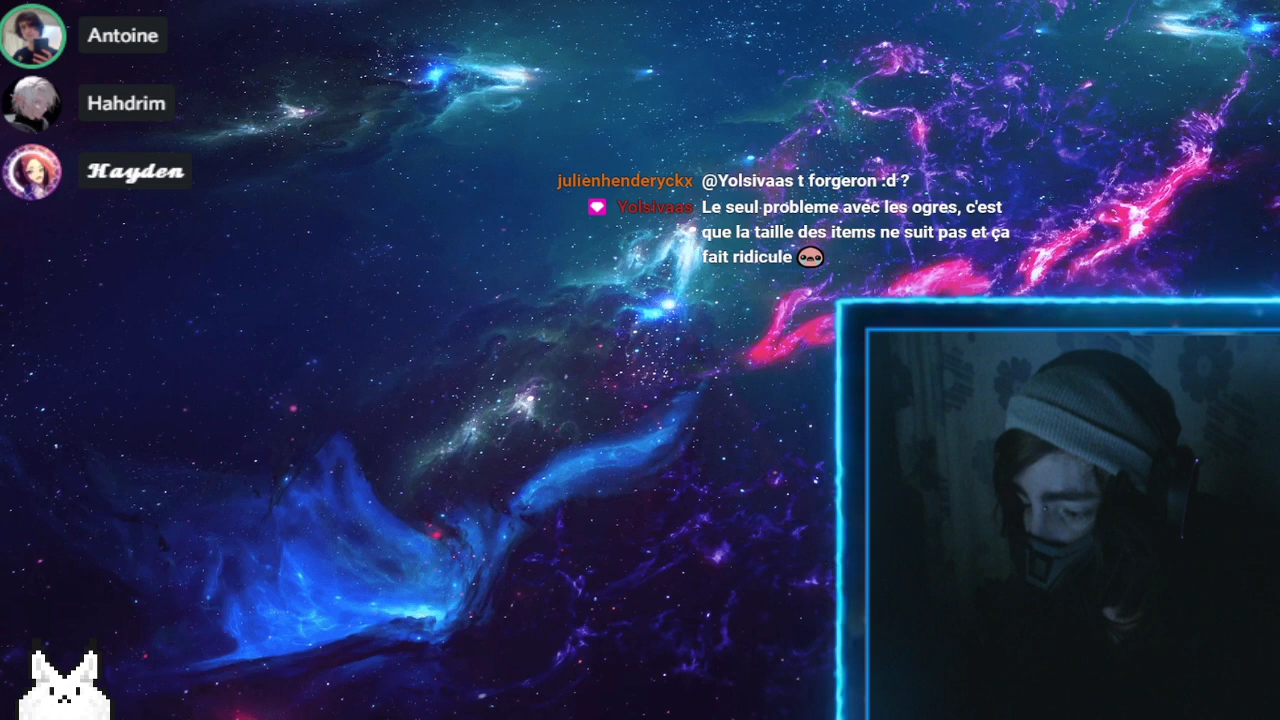 Antoine
Hahdrim
Hayden
julienhenderyckx @Yolsivaas t forgeron :d ?
Yolsivaas Le seul probleme avec les ogres, c'est
que la taille des items ne suit pas et ça
fait ridicule